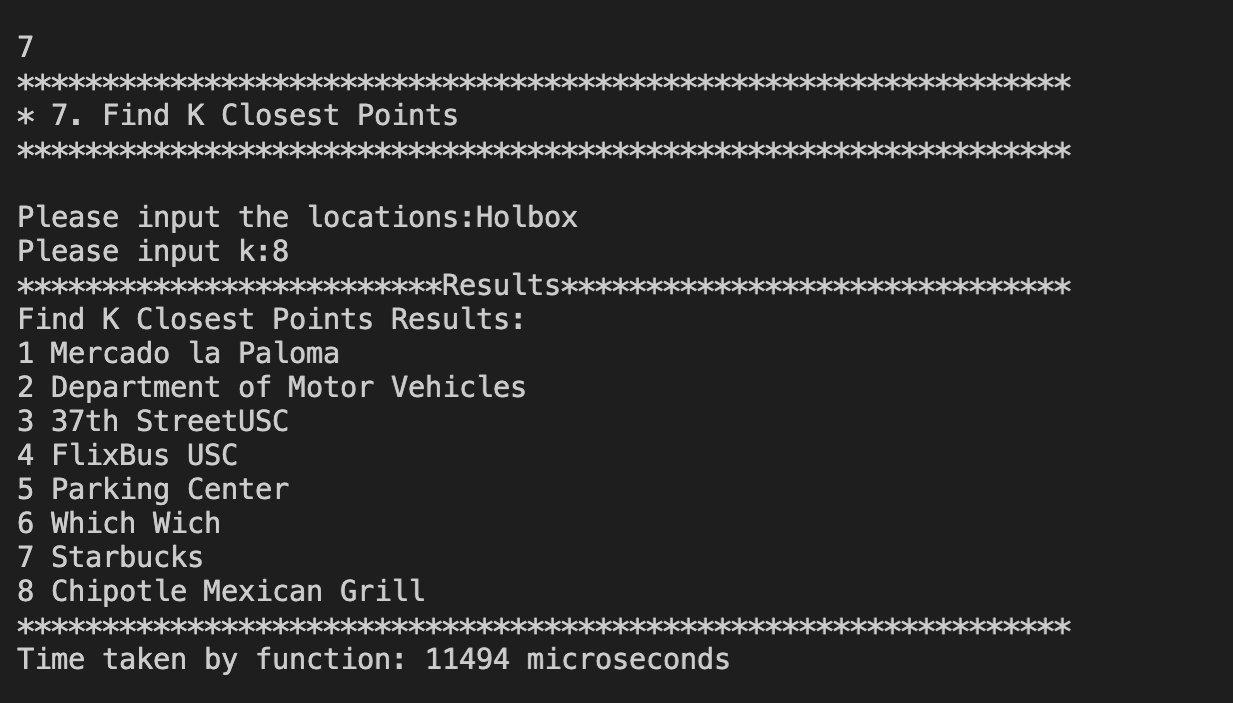 7
**************************************************************
* 7. Find K Closest Points
**************************************************************
Please input the locations:Holbox
Please input k:8
*************************Results******************************
Find K Closest Points Results:
1 Mercado la Paloma
2 Department of Motor Vehicles
3 37th StreetUSC
4 FlixBus USC
5 Parking Center
6 Which Wich
7 Starbucks
8 Chipotle Mexican Grill
**************************************************************
Time taken by function: 11494 microseconds